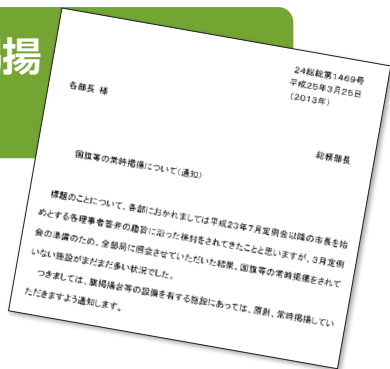 揚
24総総第1469号
平成25年3月25日
(2013年)
各部長 様
総務部長
国旗等の常時掲揚について(通知)
標題のことについて、各部におかれましては平成23年7月定例会以降の市長を始
めとする各理事者答弁の趣旨に沿った検討をされてきたことと思いますが、3月定例
会の準備のため、全部局に照会させていただいた結果、国旗等の常時掲揚をされて
いない施設がまだまだ多い状況でした。
つきましては、旗掲揚台等の設備を有する施設にあっては、原則、常時掲揚してい
ただきますよう通知します。